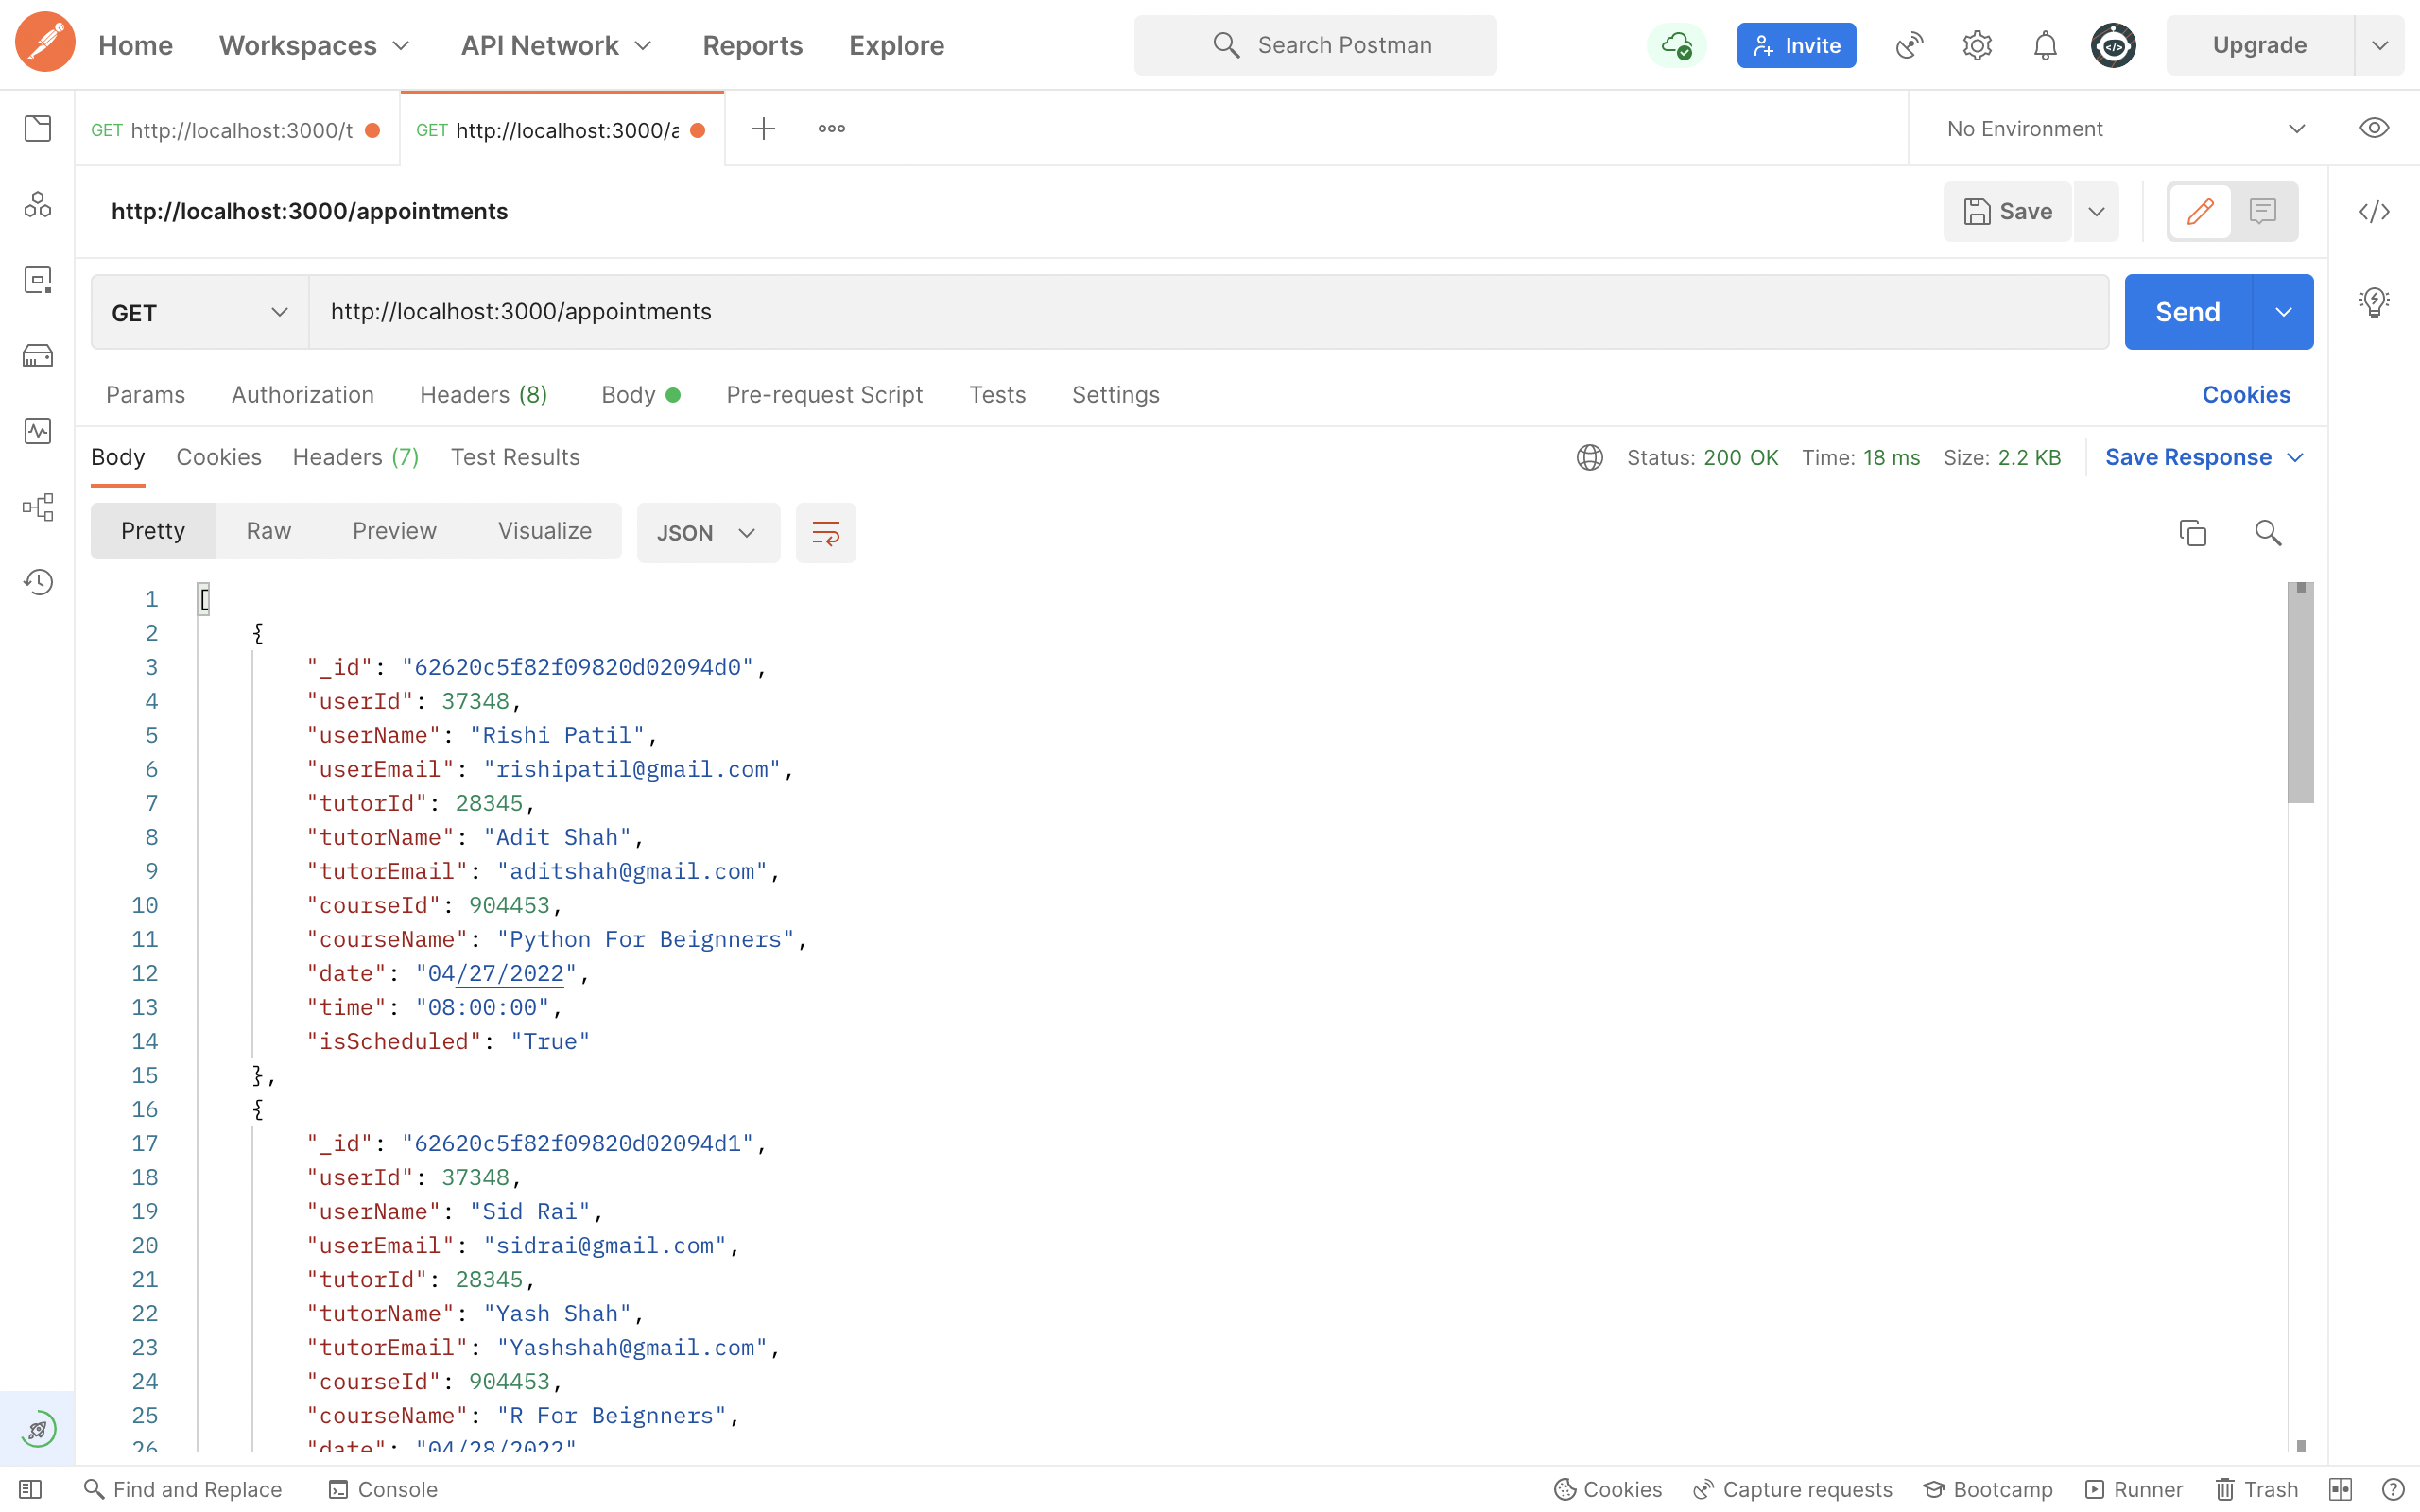 Home Workspaces API Network Reports Explore Search Postman Invite Upgrade
GET http://localhost:3000/t GET http://localhost:3000/a No Environment
http://localhost:3000/appointments Save
GET http://localhost:3000/appointments Send
Params Authorization Headers (8) Body Pre-request Script Tests Settings Cookies
Body Cookies Headers (7) Test Results Status: 200 OK Time: 18 ms Size: 2.2 KB Save Response
Pretty Raw Preview Visualize JSON
1 [
2 {
3 "_id": "62620c5f82f09820d02094d0",
4 "userId": 37348,
5 "userName": "Rishi Patil",
6 "userEmail": "rishipatil@gmail.com",
7 "tutorId": 28345,
8 "tutorName": "Adit Shah",
9 "tutorEmail": "aditshah@gmail.com",
10 "courseId": 904453,
11 "courseName": "Python For Beignners",
12 "date": "04/27/2022",
13 "time": "08:00:00",
14 "isScheduled": "True"
15 },
16 {
17 "_id": "62620c5f82f09820d02094d1",
18 "userId": 37348,
19 "userName": "Sid Rai",
20 "userEmail": "sidrai@gmail.com",
21 "tutorId": 28345,
22 "tutorName": "Yash Shah",
23 "tutorEmail": "Yashshah@gmail.com",
24 "courseId": 904453,
25 "courseName": "R For Beignners",
26 "date": "04/28/2022"
Find and Replace Console Cookies Capture requests Bootcamp Runner Trash